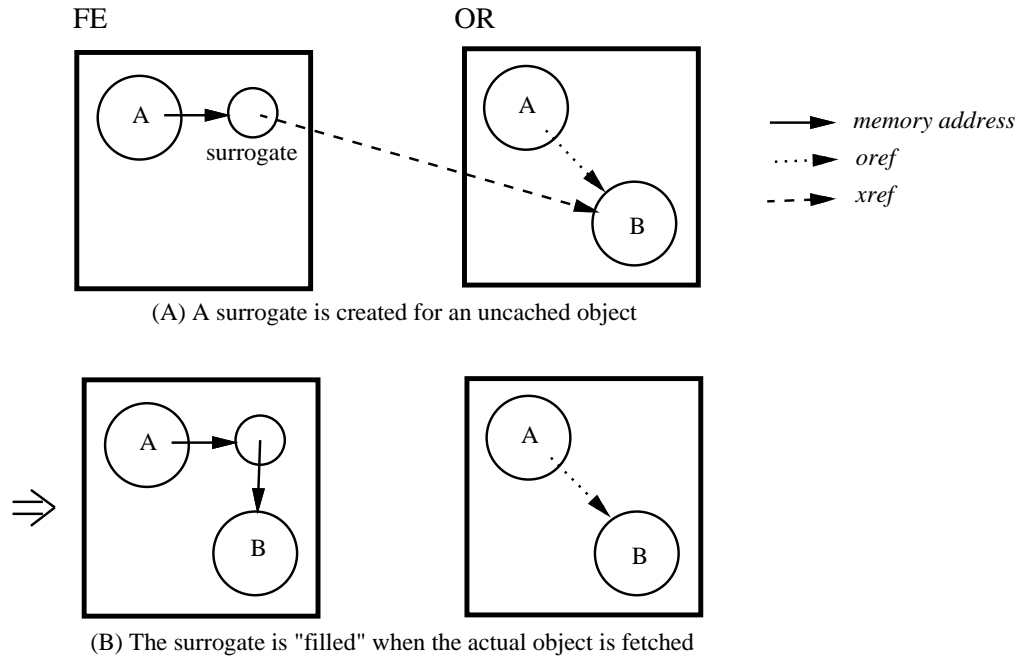 FE
OR
A
surrogate
A
B
memory address
oref
xref
(A) A surrogate is created for an uncached object
A
B
A
B
(B) The surrogate is "filled" when the actual object is fetched